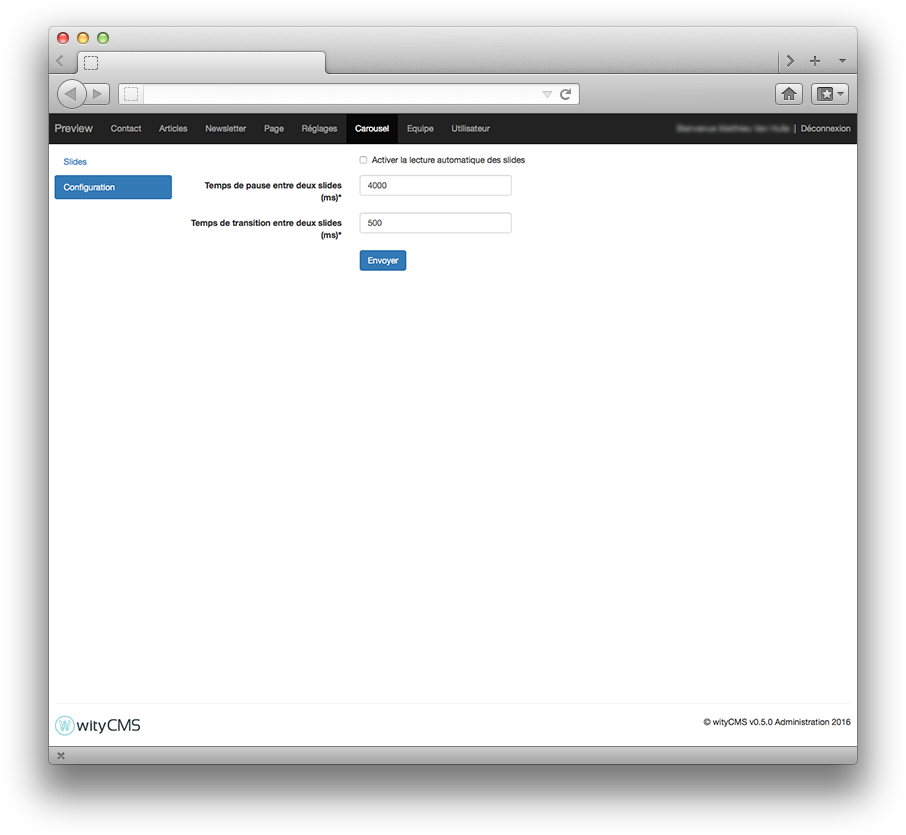 Preview Contact Articles Newsletter Page Réglages Carousel Equipe Utilisateur | Déconnexion
Slides
Configuration
Activer la lecture automatique des slides
Temps de pause entre deux slides
(ms)*
4000
Temps de transition entre deux slides
(ms)*
500
Envoyer
W wityCMS
© wityCMS v0.5.0 Administration 2016